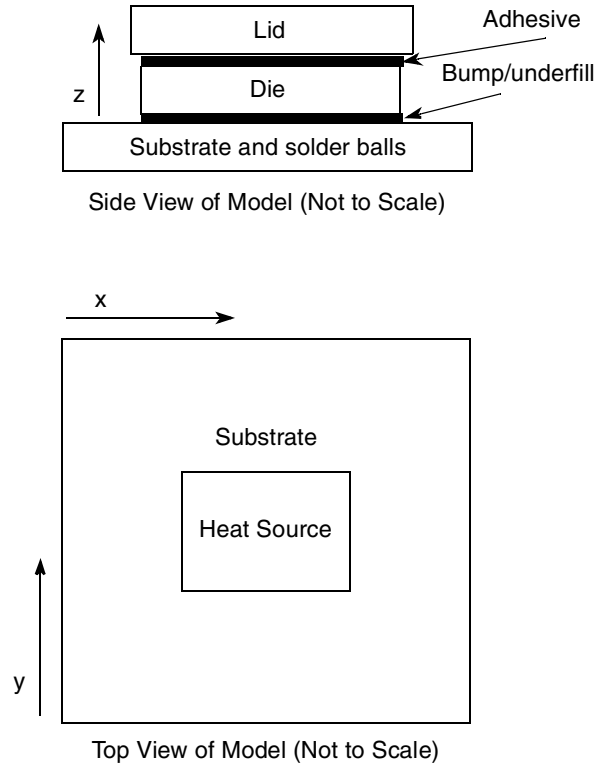 Lid
Adhesive
Bump/underfill
z
Die
Substrate and solder balls
Side View of Model (Not to Scale)
x
Substrate
Heat Source
y
Top View of Model (Not to Scale)